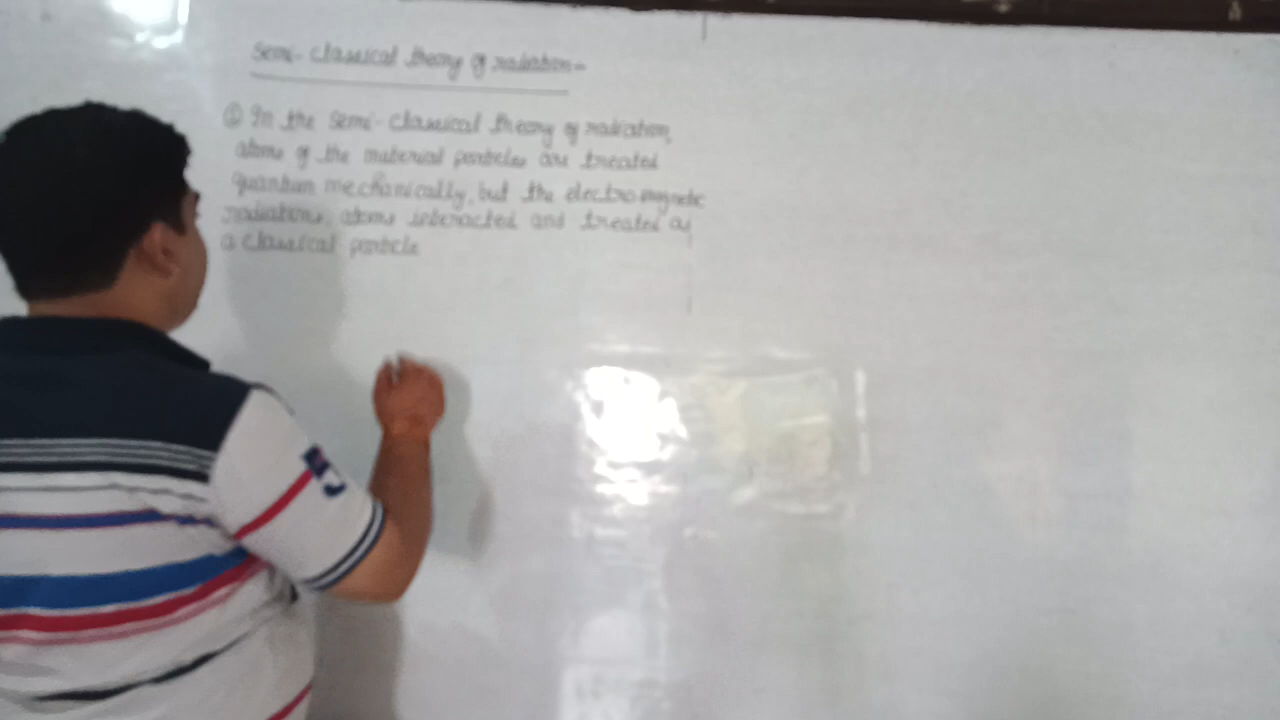 Semi-classical theory of radiation-
① In the semi-classical theory of radiation,
atoms of the material particles are treated
quantum mechanically, but the electromagnetic
radiations, atoms interacted and treated as
a classical particle